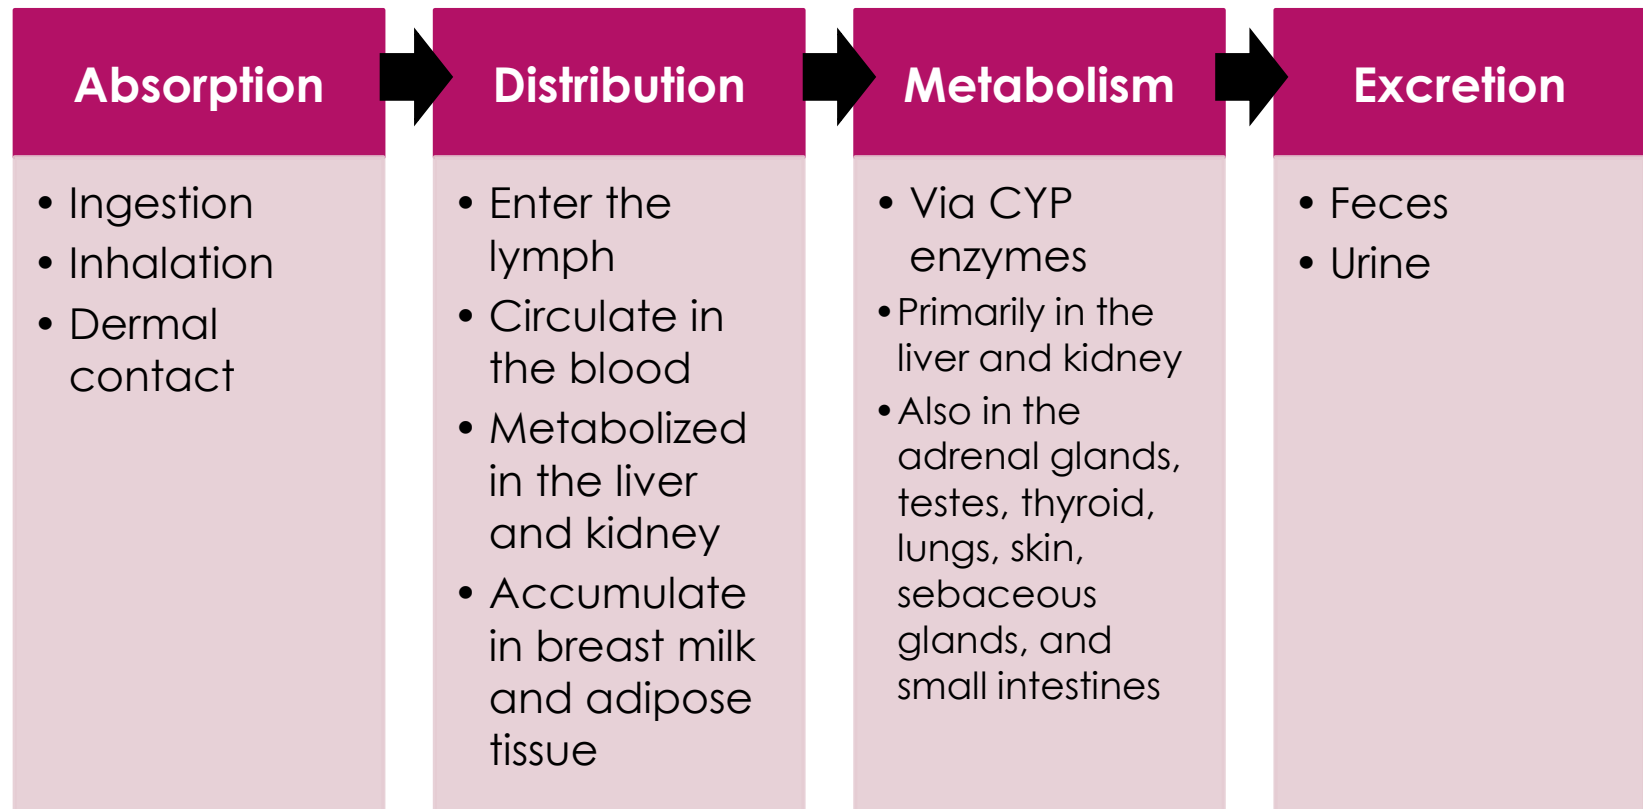 Absorption
• Ingestion
• Inhalation
• Dermal
contact
Distribution
• Enter the
lymph
• Circulate in
the blood
• Metabolized
in the liver
and kidney
• Accumulate
in breast milk
and adipose
tissue
Metabolism
• Via CYP
enzymes
• Primarily in the
liver and kidney
• Also in the
adrenal glands,
testes, thyroid,
lungs, skin,
sebaceous
glands, and
small intestines
Excretion
• Feces
• Urine